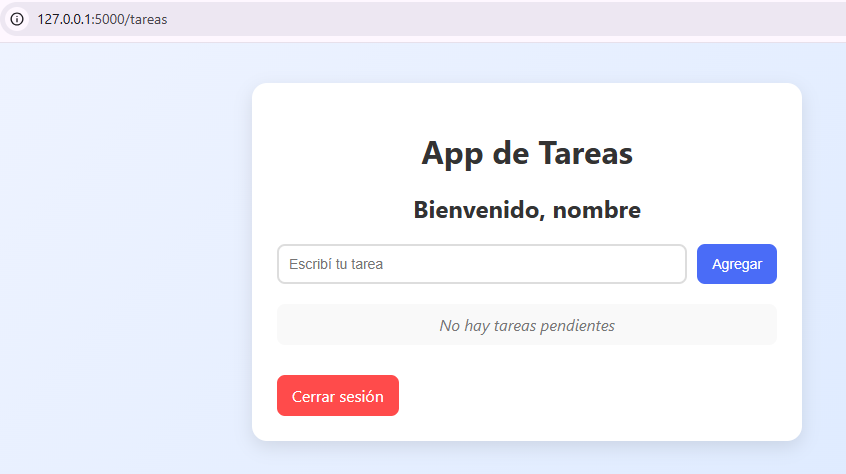 127.0.0.1:5000/tareas
App de Tareas
Bienvenido, nombre
Escribí tu tarea
Agregar
No hay tareas pendientes
Cerrar sesión